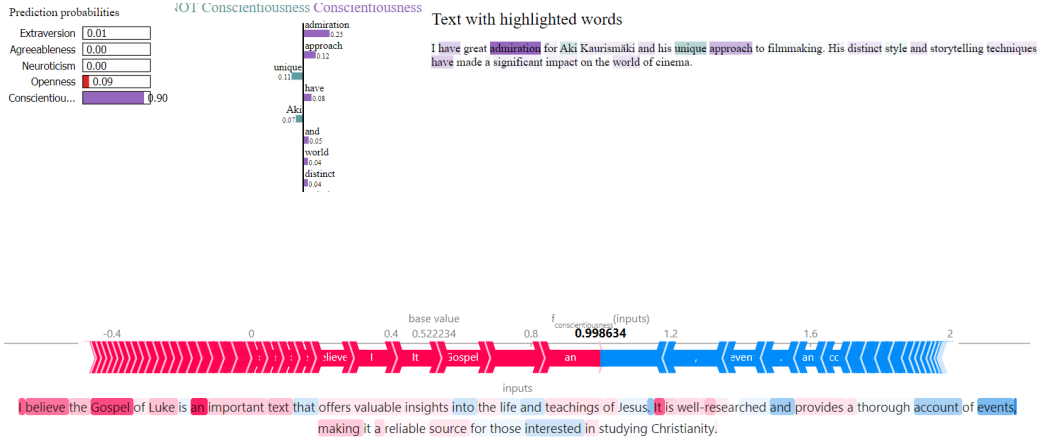 Prediction probabilities
Extraversion 0.01
Agreeableness 0.00
Neuroticism 0.00
Openness 0.09
Conscientiou... 0.90
NOT Conscientiousness Conscientiousness
admiration
0.25
approach
0.12
unique
0.11
have
0.08
Aki
0.07
and
0.05
world
0.04
distinct
0.04
Text with highlighted words
I have great admiration for Aki Kaurismäki and his unique approach to filmmaking. His distinct style and storytelling techniques
have made a significant impact on the world of cinema.
base value
f conscientiousness (inputs)
-0.4 0 0.4 0.522234 0.8 0.998634 1.2 1.6 2
elieve I It Gospel an , even . an cc
inputs
I believe the Gospel of Luke is an important text that offers valuable insights into the life and teachings of Jesus. It is well-researched and provides a thorough account of events,
making it a reliable source for those interested in studying Christianity.